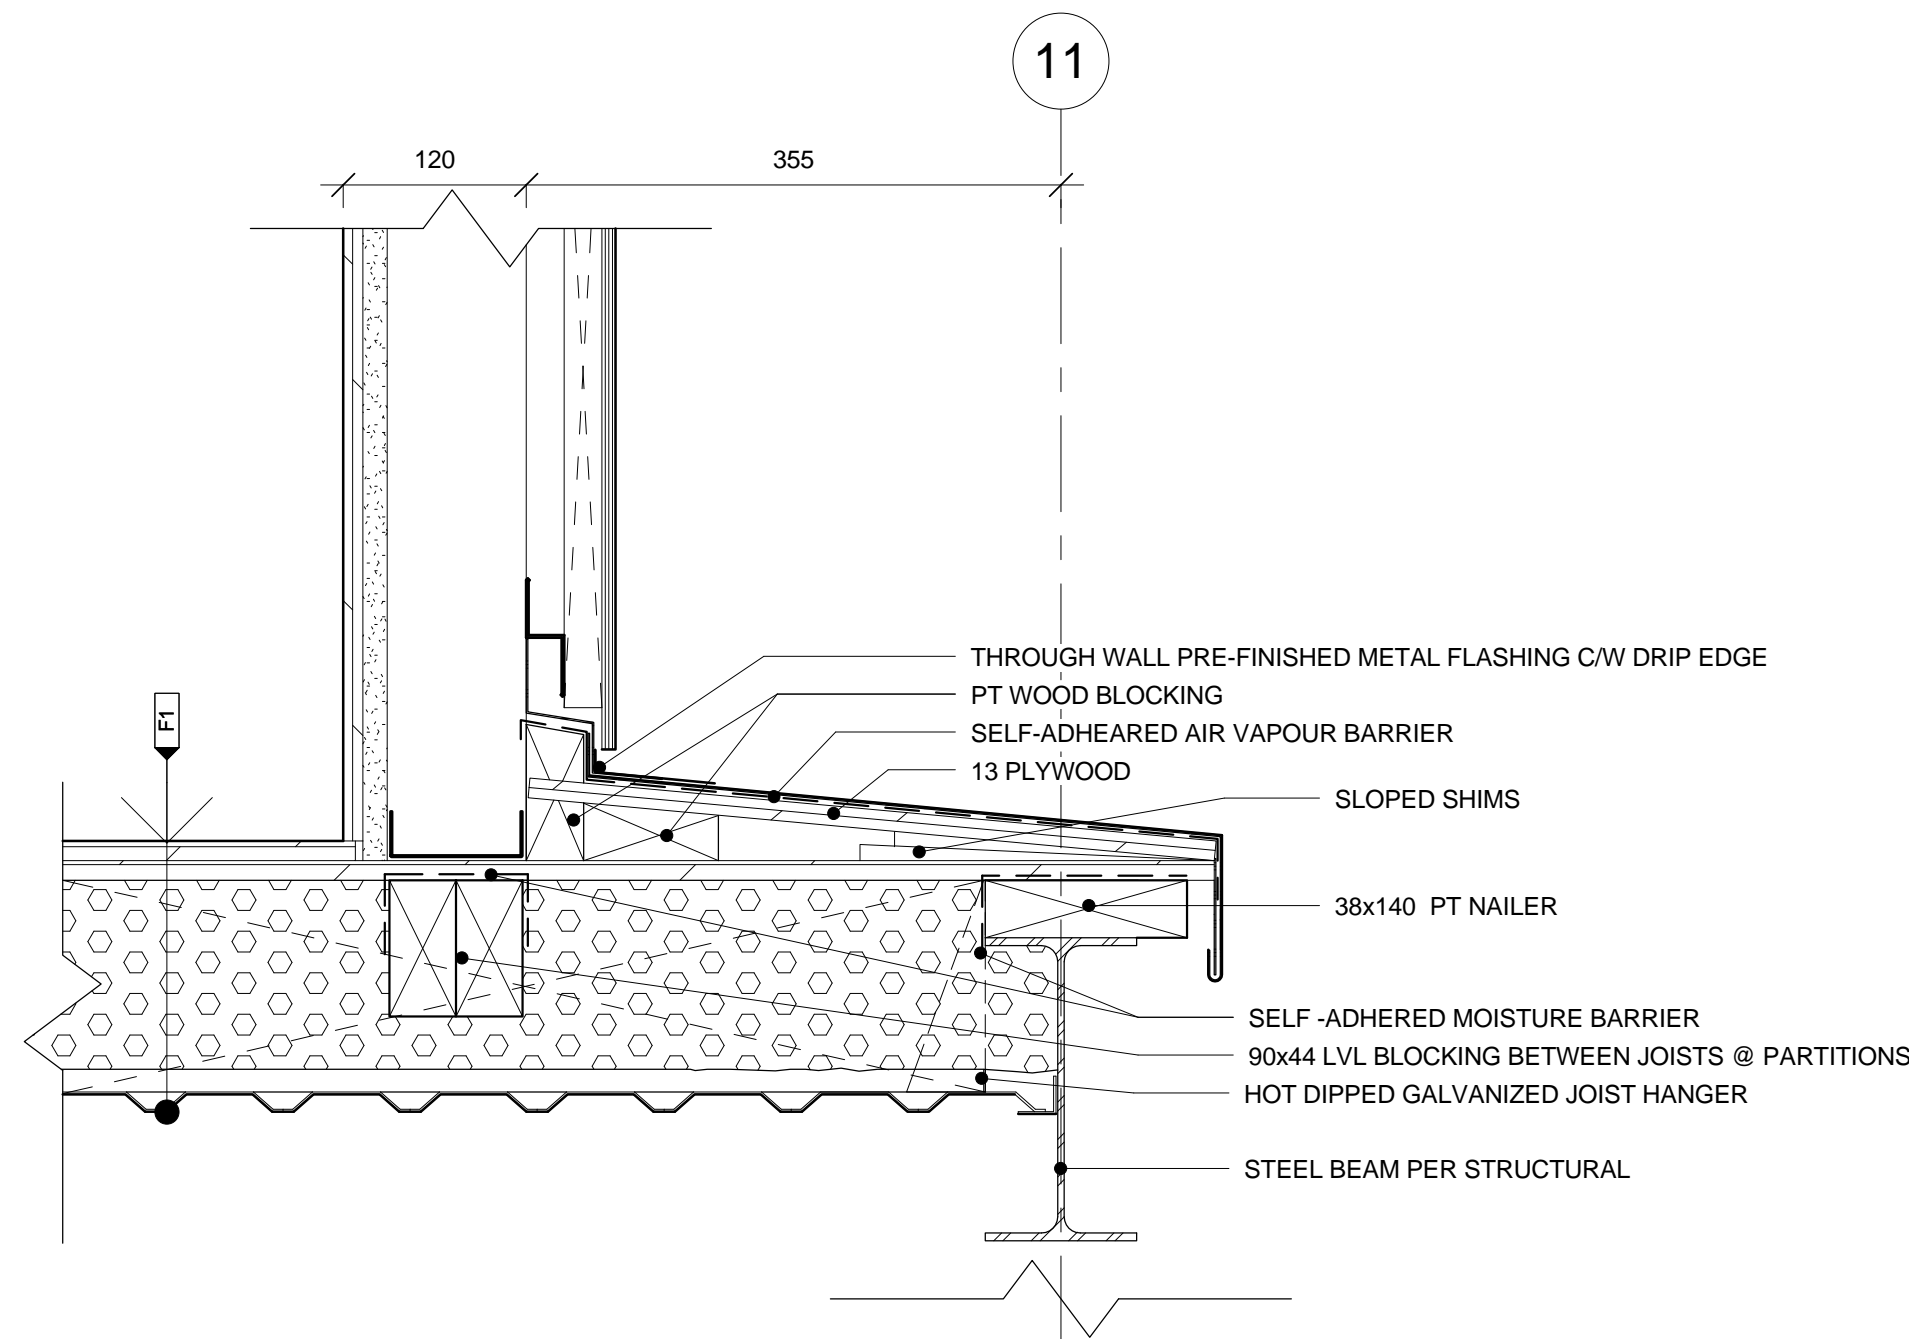 11
120
355
THROUGH WALL PRE-FINISHED METAL FLASHING C/W DRIP EDGE
PT WOOD BLOCKING
SELF-ADHEARED AIR VAPOUR BARRIER
13 PLYWOOD
SLOPED SHIMS
F1
38x140 PT NAILER
SELF -ADHERED MOISTURE BARRIER
90x44 LVL BLOCKING BETWEEN JOISTS @ PARTITIONS
HOT DIPPED GALVANIZED JOIST HANGER
STEEL BEAM PER STRUCTURAL